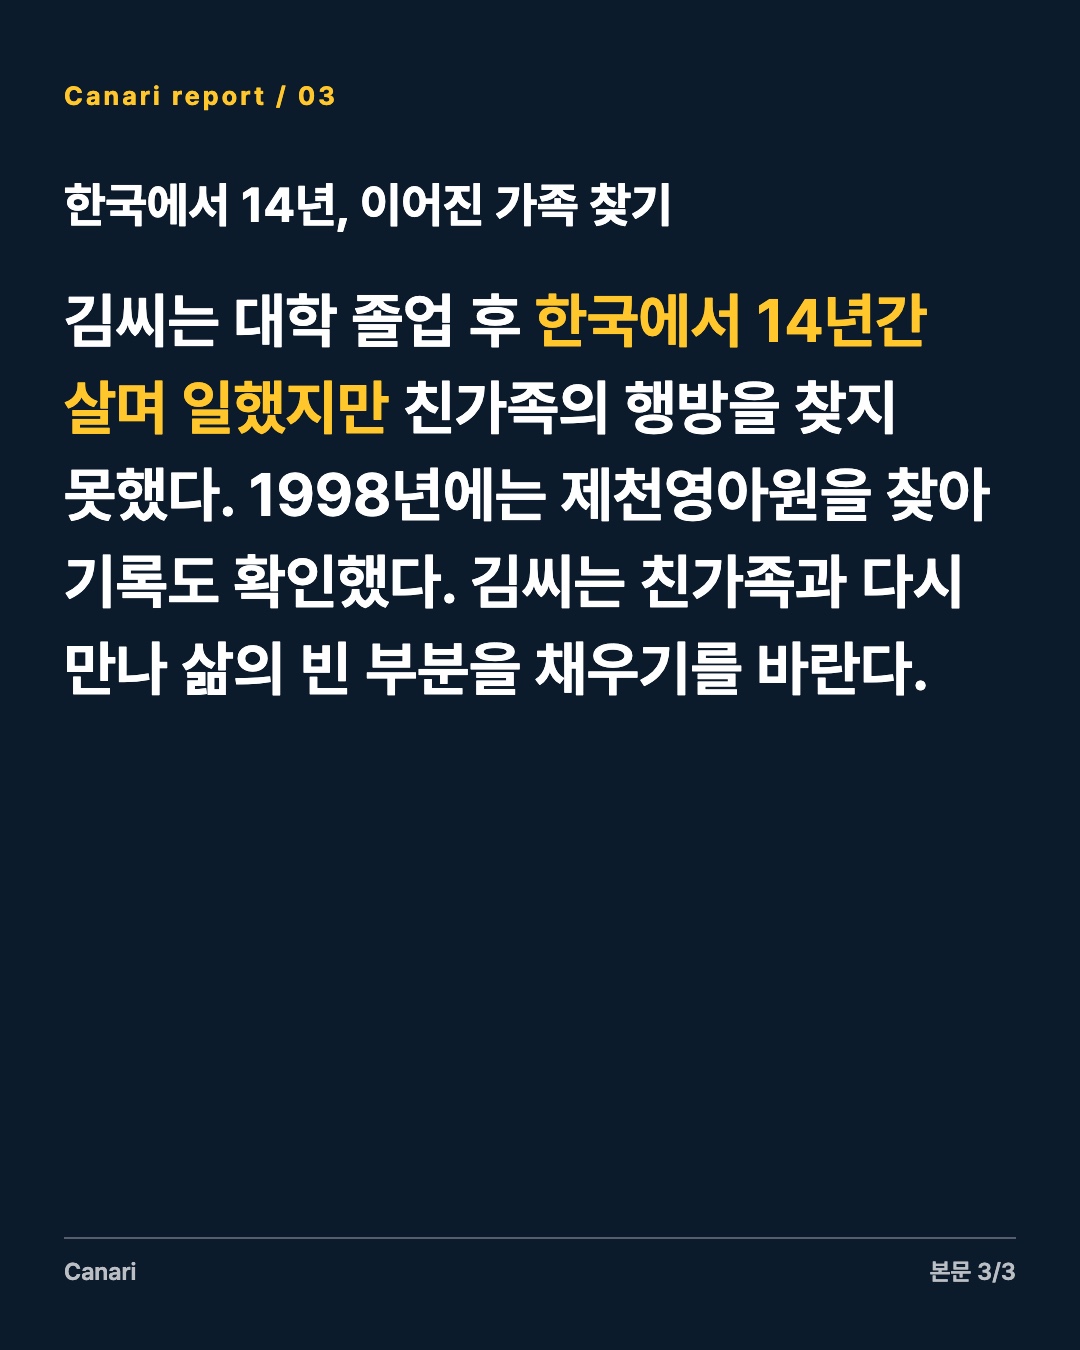 Canari report / 03
한국에서 14년, 이어진 가족 찾기
김씨는 대학 졸업 후 한국에서 14년간
살며 일했지만 친가족의 행방을 찾지
못했다. 1998년에는 제천영아원을 찾아
기록도 확인했다. 김씨는 친가족과 다시
만나 삶의 빈 부분을 채우기를 바란다.
Canari
본문 3/3